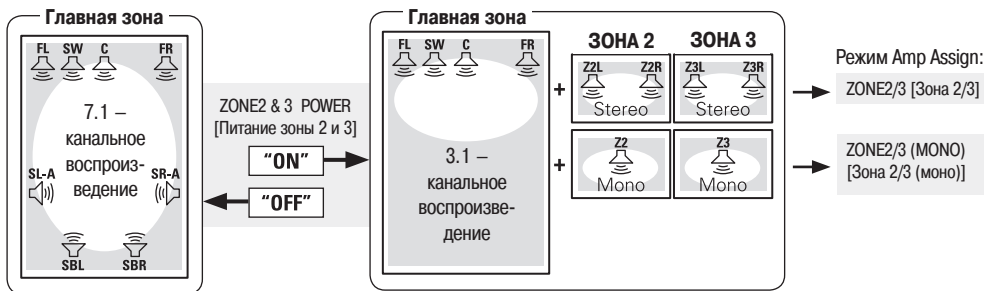 Главная зона
FL SW C FR
7.1 –
канальное
воспроиз-
ведение
SL-A SR-A
SBL SBR
ZONE2 & 3 POWER
[Питание зоны 2 и 3]
“ON”
“OFF”
Главная зона
FL SW C FR
3.1 –
канальное
воспроизве-
дение
+
ЗОНА 2 ЗОНА 3
Z2L Z2R Z3L Z3R
Stereo Stereo
+
Z2 Z3
Mono Mono
Режим Amp Assign:
ZONE2/3 [Зона 2/3]
ZONE2/3 (MONO)
[Зона 2/3 (моно)]